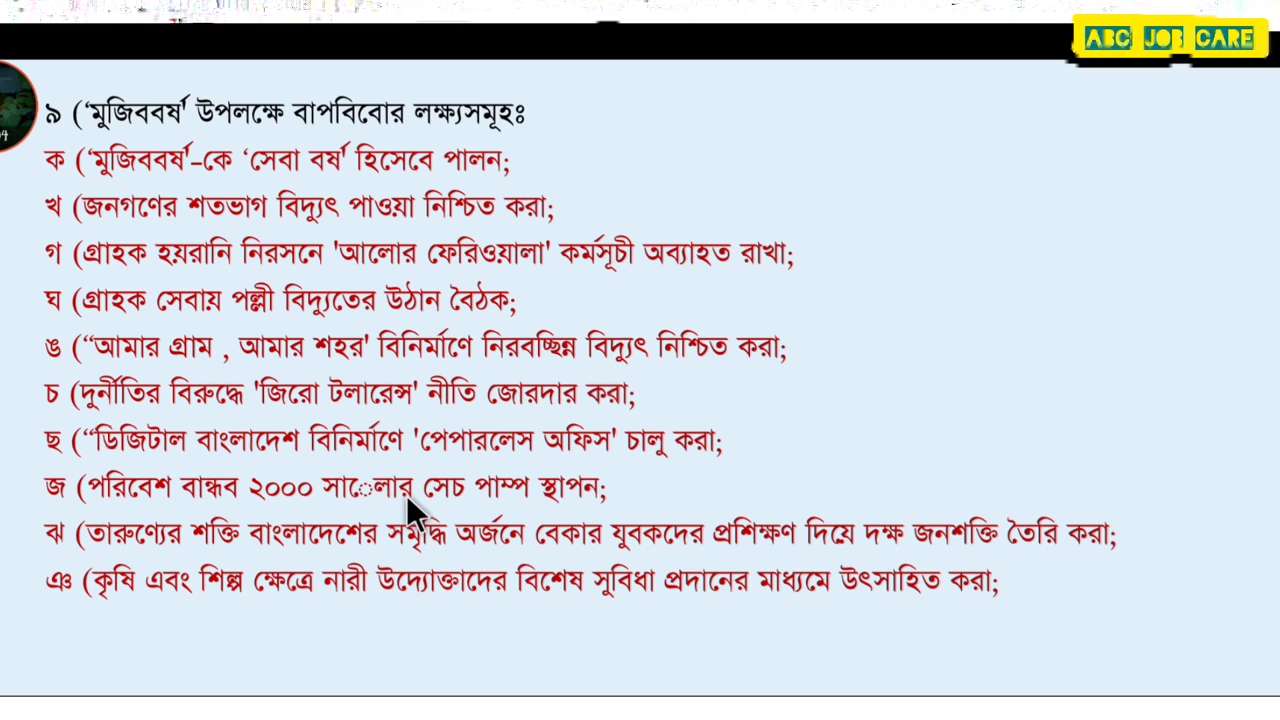 ABC JOB CARE
৯ (‘মুজিববর্ষ' উপলক্ষে বাপবিবোর লক্ষ্যসমূহঃ
ক (‘মুজিববর্ষ'-কে ‘সেবা বর্ষ' হিসেবে পালন;
খ (জনগণের শতভাগ বিদ্যুৎ পাওয়া নিশ্চিত করা;
গ (গ্রাহক হয়রানি নিরসনে 'আলোর ফেরিওয়ালা' কর্মসূচী অব্যাহত রাখা;
ঘ (গ্রাহক সেবায় পল্লী বিদ্যুতের উঠান বৈঠক;
ঙ (“আমার গ্রাম , আমার শহর' বিনির্মাণে নিরবচ্ছিন্ন বিদ্যুৎ নিশ্চিত করা;
চ (দুর্নীতির বিরুদ্ধে 'জিরো টলারেন্স' নীতি জোরদার করা;
ছ (“ডিজিটাল বাংলাদেশ বিনির্মাণে 'পেপারলেস অফিস' চালু করা;
জ (পরিবেশ বান্ধব ২০০০ সােলার সেচ পাম্প স্থাপন;
ঝ (তারুণ্যের শক্তি বাংলাদেশের সমৃদ্ধি অর্জনে বেকার যুবকদের প্রশিক্ষণ দিযে দক্ষ জনশক্তি তৈরি করা;
ঞ (কৃষি এবং শিল্প ক্ষেত্রে নারী উদ্যোক্তাদের বিশেষ সুবিধা প্রদানের মাধ্যমে উৎসাহিত করা;